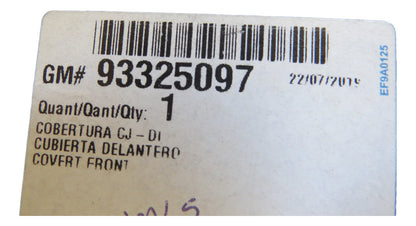 GM# 93325097 22/07/2019
Quant/Qant/Qty: 1
COBERTURA CJ - DI
CUBIERTA DELANTERO
COVERT FRONT
EF9A0125